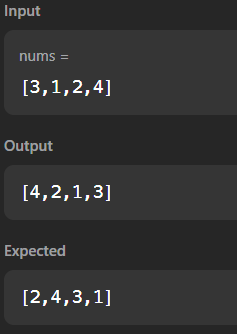 Input
nums =
[3,1,2,4]
Output
[4,2,1,3]
Expected
[2,4,3,1]